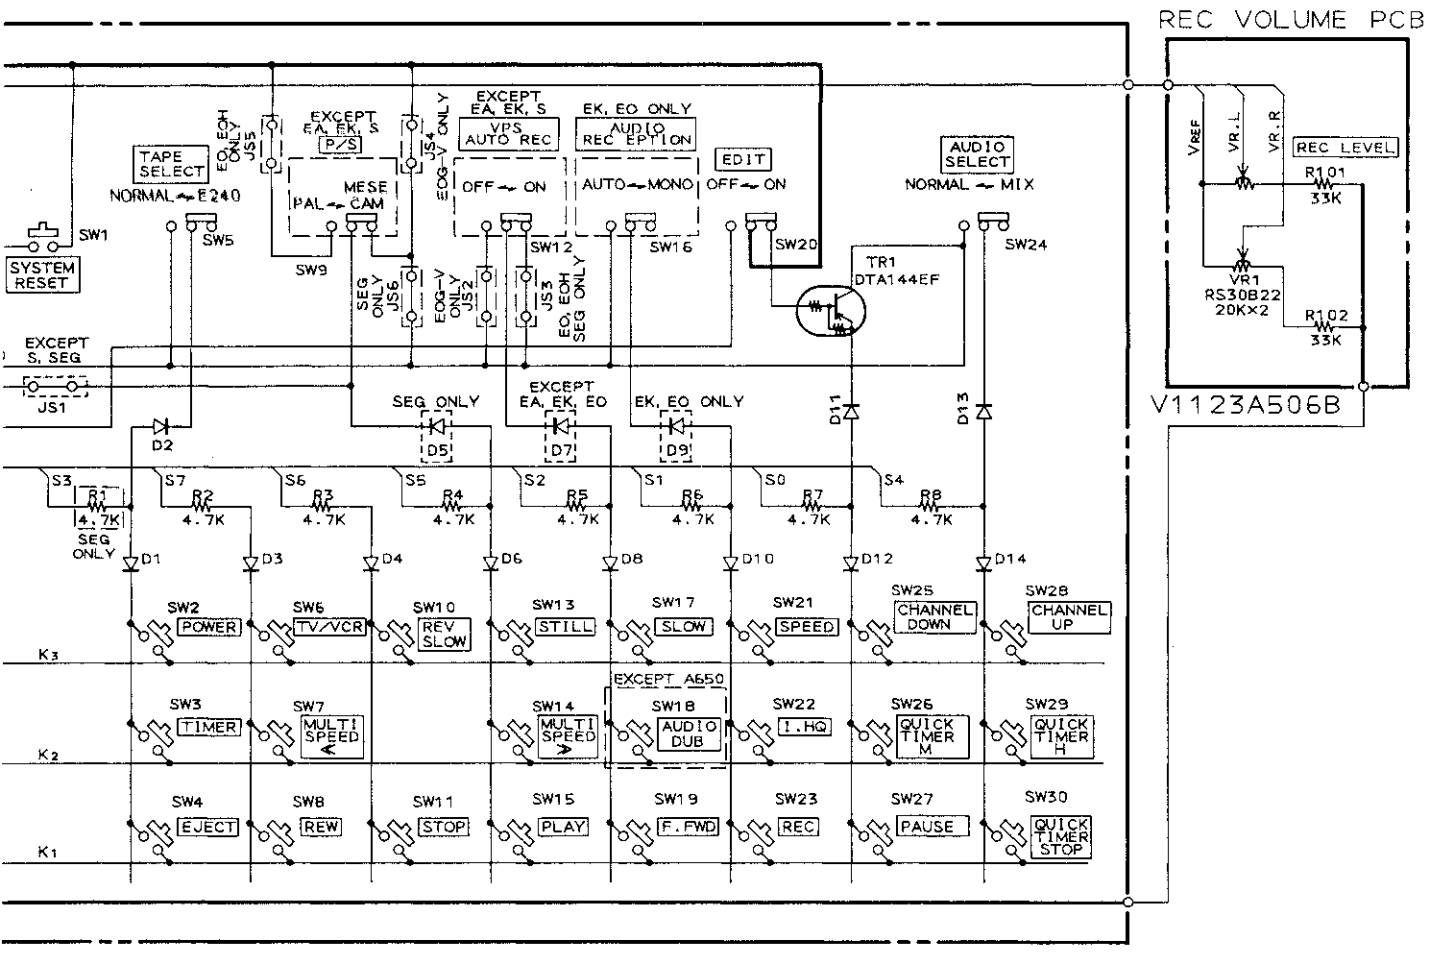 REC VOLUME PCB
EXCEPT
EA, EK, S
VPS
AUTO REC
OFF ON
EK, EO ONLY
AUDIO
REC EPTION
AUTO MONO
EXCEPT
EA, EK, S
P/S
MESE
PAL CAM
EO, EOH
ONLY
JS5
JS4
EOG-V ONLY
TAPE
SELECT
NORMAL E240
EDIT
OFF ON
AUDIO
SELECT
NORMAL MIX
VREF
VR.L
VR.R
REC LEVEL
R101
33K
SW1
SYSTEM
RESET
SW5
SW9
SW12
SW16
SW20
SW24
SEG
ONLY
JS6
EOG-V
ONLY
JS2
JS3
EO, EOH
SEG ONLY
TR1
DTA144EF
VR1
RS30B22
20K×2
R102
33K
EXCEPT
S, SEG
JS1
D2
SEG ONLY
D5
EXCEPT
EA, EK, EO
D7
EK, EO ONLY
D9
D11
D13
V1123A506B
S3
S7
S6
S5
S2
S1
S0
S4
R1
4.7K
SEG
ONLY
R2
4.7K
R3
4.7K
R4
4.7K
R5
4.7K
R6
4.7K
R7
4.7K
R8
4.7K
D1
D3
D4
D6
D8
D10
D12
D14
SW2
POWER
SW6
TV/VCR
SW10
REV
SLOW
SW13
STILL
SW17
SLOW
SW21
SPEED
SW25
CHANNEL
DOWN
SW28
CHANNEL
UP
K3
EXCEPT A650
SW3
TIMER
SW7
MULTI
SPEED
<
SW14
MULTI
SPEED
>
SW18
AUDIO
DUB
SW22
I.HQ
SW26
QUICK
TIMER
M
SW29
QUICK
TIMER
H
K2
SW4
EJECT
SW8
REW
SW11
STOP
SW15
PLAY
SW19
F.FWD
SW23
REC
SW27
PAUSE
SW30
QUICK
TIMER
STOP
K1